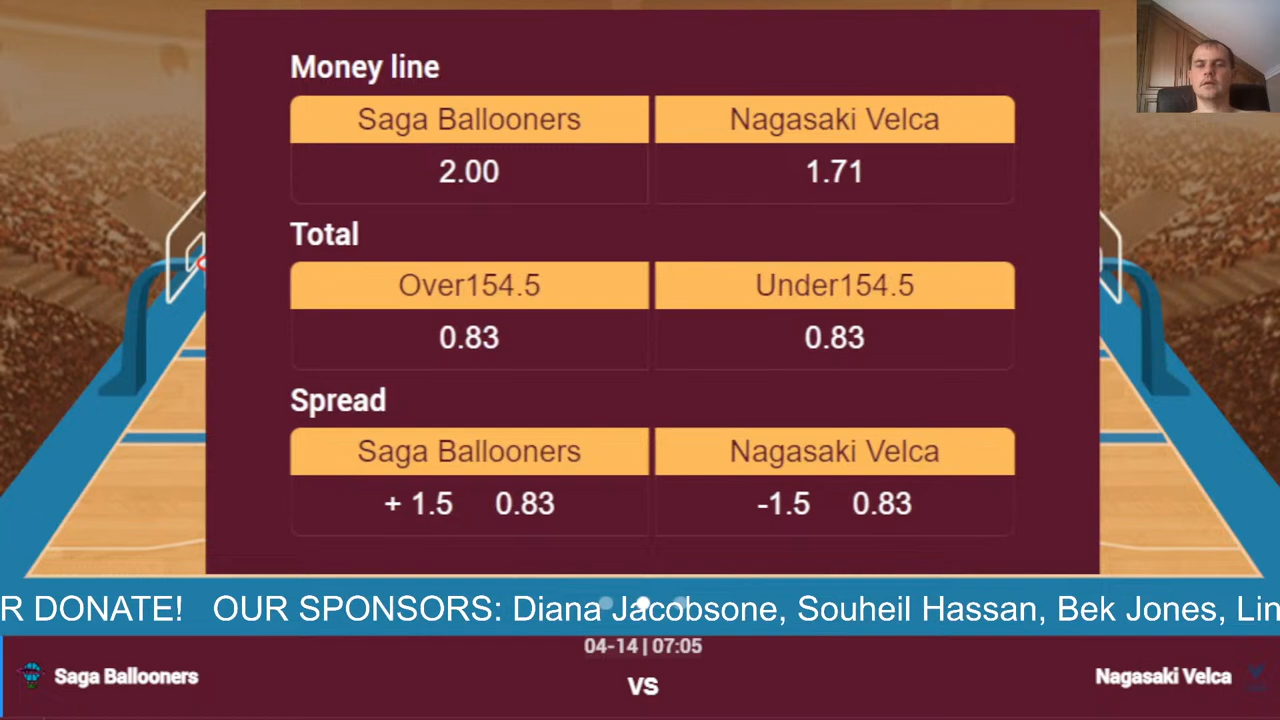 Money line
Saga Ballooners Nagasaki Velca
2.00 1.71
Total
Over154.5 Under154.5
0.83 0.83
Spread
Saga Ballooners Nagasaki Velca
+ 1.5 0.83 -1.5 0.83
R DONATE! OUR SPONSORS: Diana Jacobsone, Souheil Hassan, Bek Jones, Lin
04-14 | 07:05
Saga Ballooners VS Nagasaki Velca